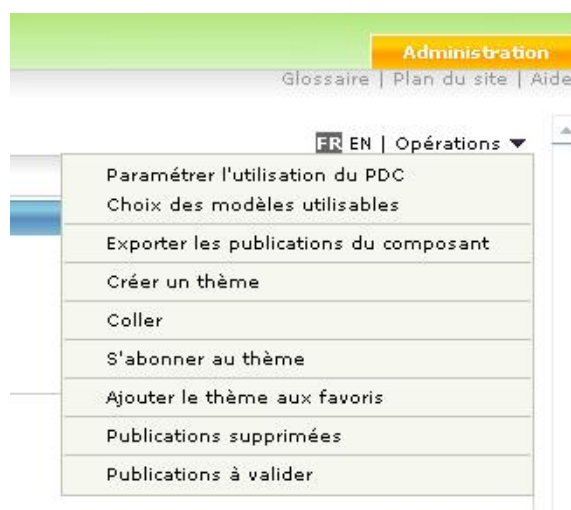 Administration
Glossaire | Plan du site | Aide
FR EN | Opérations ▼
Paramétrer l'utilisation du PDC
Choix des modèles utilisables
Exporter les publications du composant
Créer un thème
Coller
S'abonner au thème
Ajouter le thème aux favoris
Publications supprimées
Publications à valider